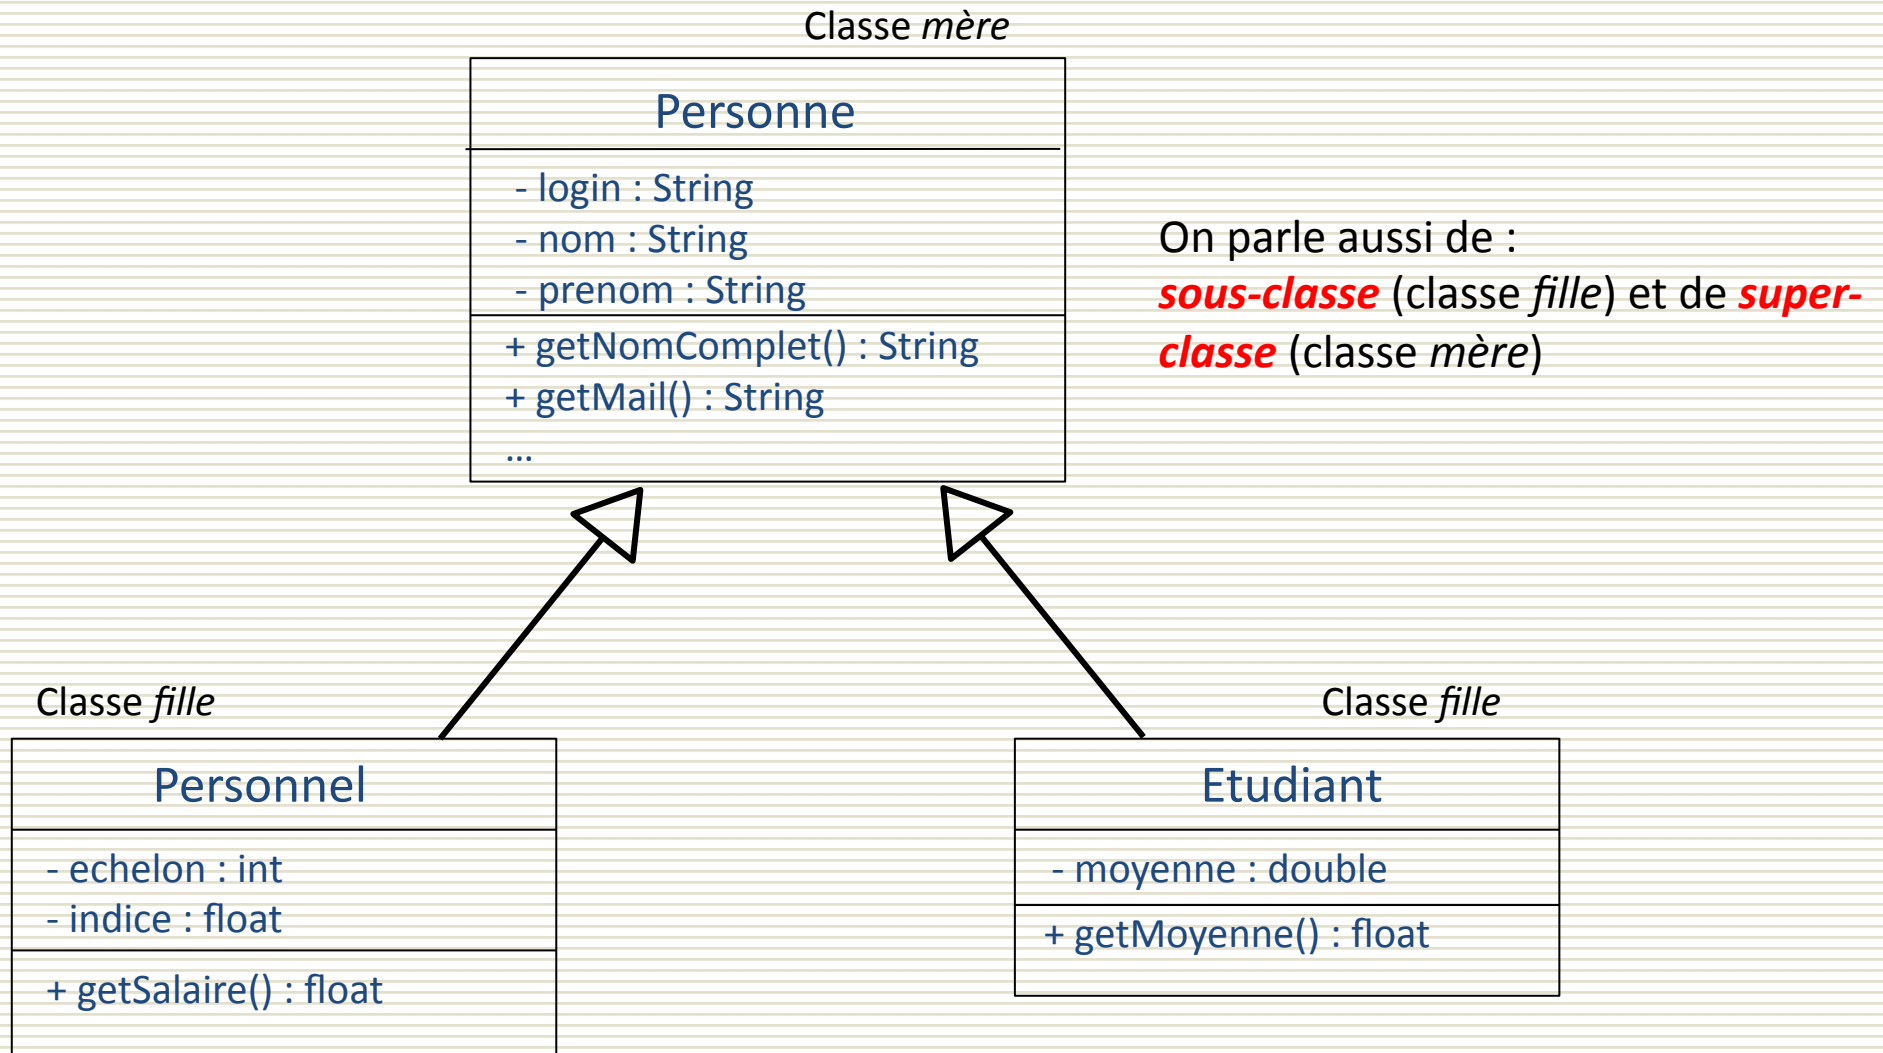 Classe mère
Personne
- login : String
- nom : String
- prenom : String
+ getNomComplet() : String
+ getMail() : String
...
On parle aussi de :
sous-classe (classe fille) et de super-
classe (classe mère)
Classe fille
Personnel
- echelon : int
- indice : float
+ getSalaire() : float
Classe fille
Etudiant
- moyenne : double
+ getMoyenne() : float